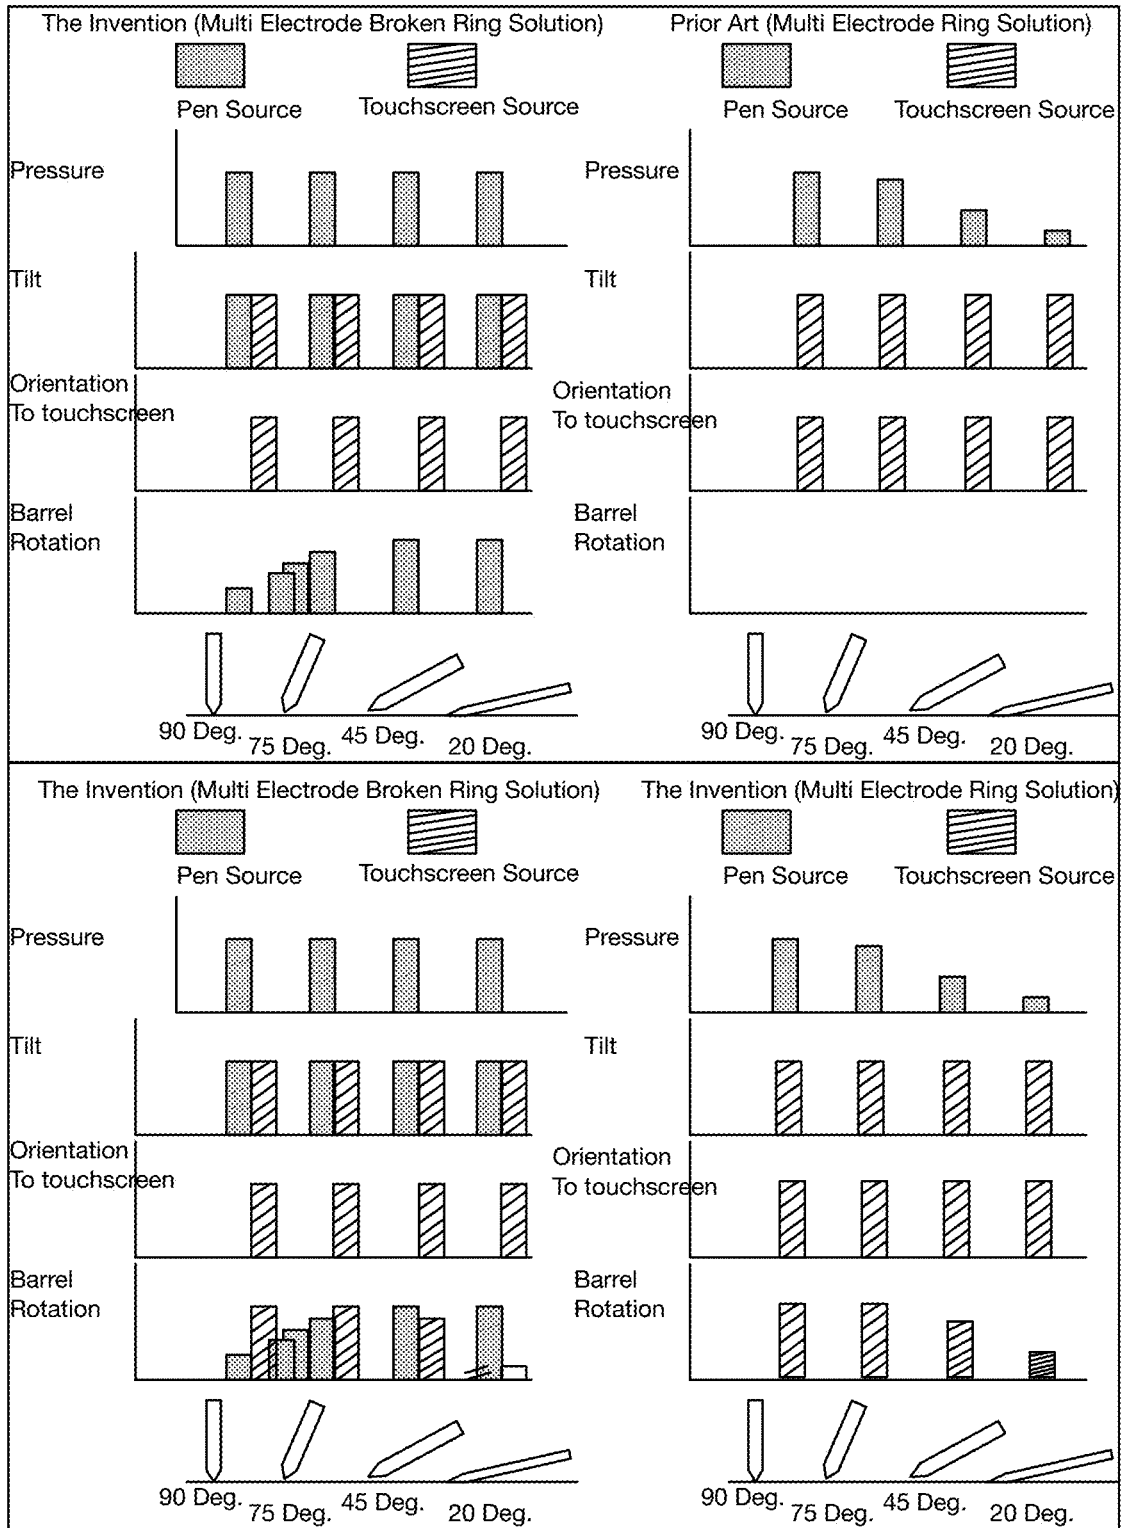 The Invention (Multi Electrode Broken Ring Solution)
Pen Source
Touchscreen Source
Pressure
Tilt
Orientation
To touchscreen
Barrel
Rotation
90 Deg.
75 Deg.
45 Deg.
20 Deg.
Prior Art (Multi Electrode Ring Solution)
Pen Source
Touchscreen Source
Pressure
Tilt
Orientation
To touchscreen
Barrel
Rotation
90 Deg.
75 Deg.
45 Deg.
20 Deg.
The Invention (Multi Electrode Broken Ring Solution)
Pen Source
Touchscreen Source
Pressure
Tilt
Orientation
To touchscreen
Barrel
Rotation
90 Deg.
75 Deg.
45 Deg.
20 Deg.
The Invention (Multi Electrode Ring Solution)
Pen Source
Touchscreen Source
Pressure
Tilt
Orientation
To touchscreen
Barrel
Rotation
90 Deg.
75 Deg.
45 Deg.
20 Deg.